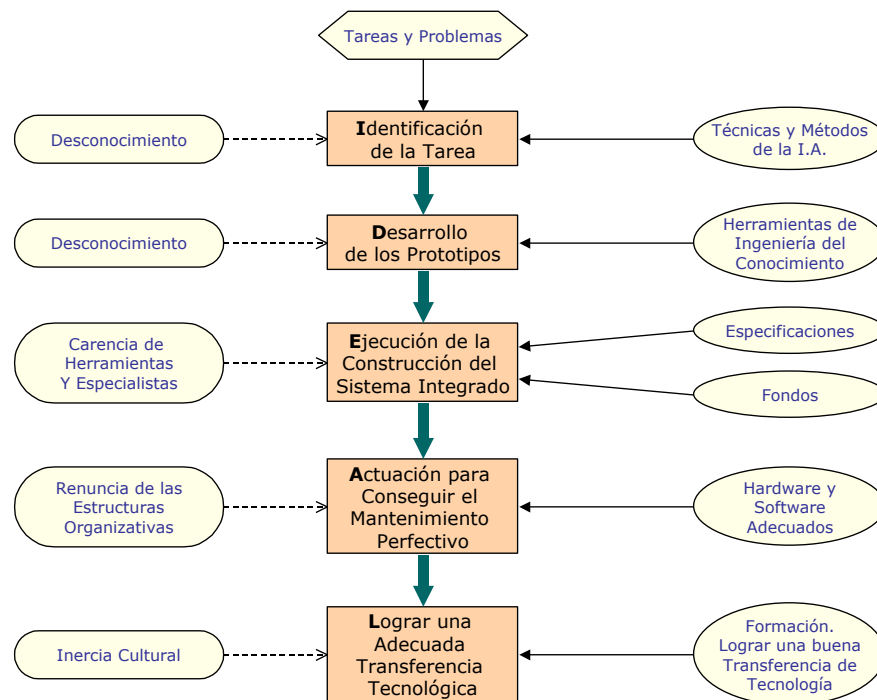 Tareas y Problemas
Desconocimiento
Identificación
de la Tarea
Técnicas y Métodos
de la I.A.
Desconocimiento
Desarrollo
de los Prototipos
Herramientas de
Ingeniería del
Conocimiento
Carencia de
Herramientas
Y Especialistas
Ejecución de la
Construcción del
Sistema Integrado
Especificaciones
Fondos
Renuncia de las
Estructuras
Organizativas
Actuación para
Conseguir el
Mantenimiento
Perfectivo
Hardware y
Software
Adecuados
Inercia Cultural
Lograr una
Adecuada
Transferencia
Tecnológica
Formación.
Lograr una buena
Transferencia de
Tecnología